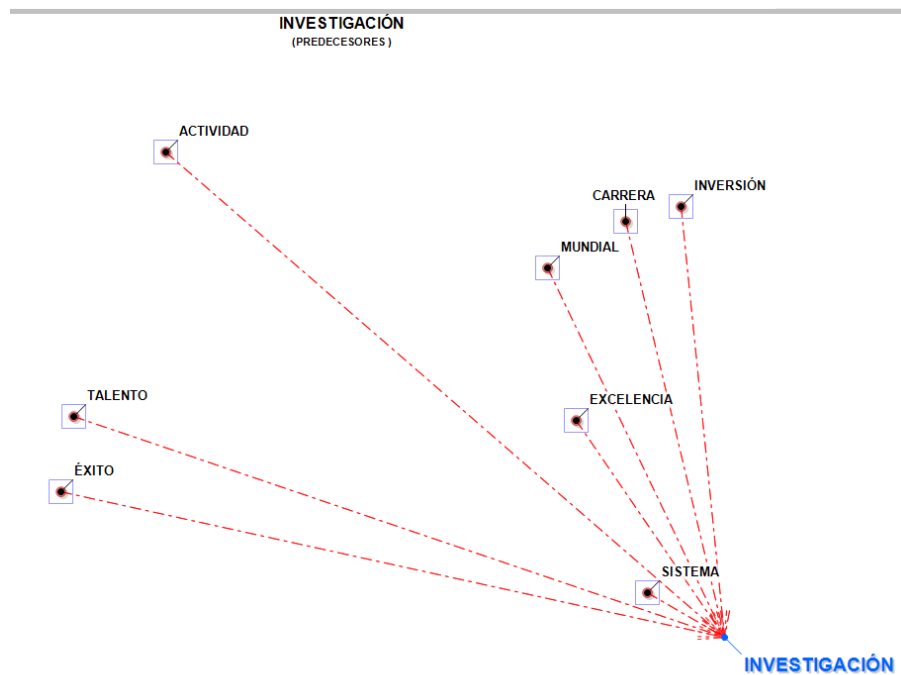 INVESTIGACIÓN
(PREDECESORES )
ACTIVIDAD
INVERSIÓN
CARRERA
MUNDIAL
TALENTO
EXCELENCIA
ÉXITO
SISTEMA
INVESTIGACIÓN